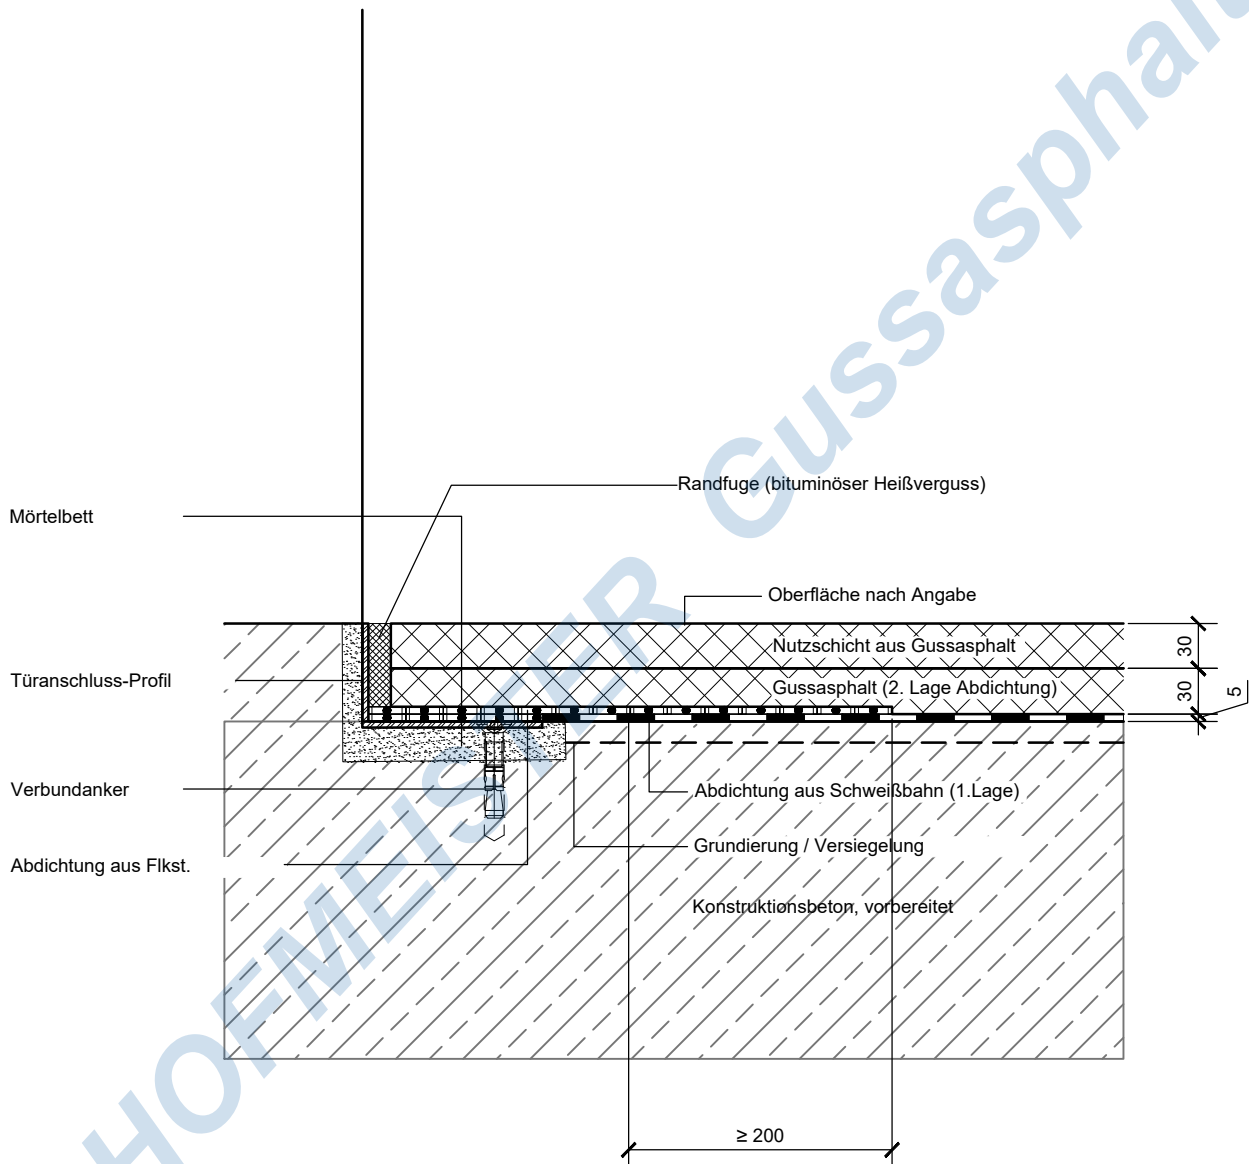 HOFMEISTER Gussasphalt
Randfuge (bituminöser Heißverguss)
Mörtelbett
Oberfläche nach Angabe
Nutzschicht aus Gussasphalt
30
Türanschluss-Profil
Gussasphalt (2. Lage Abdichtung)
30
5
Verbundanker
Abdichtung aus Schweißbahn (1.Lage)
Grundierung / Versiegelung
Abdichtung aus Flkst.
Konstruktionsbeton, vorbereitet
≥ 200